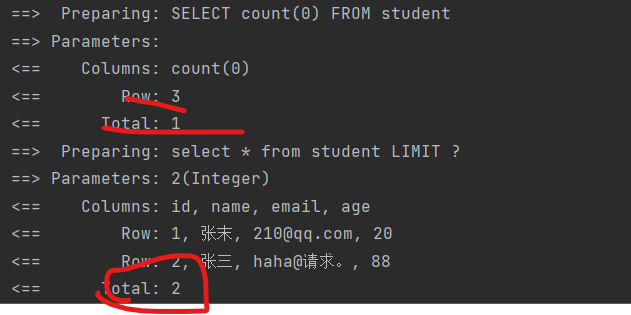 ==>  Preparing: SELECT count(0) FROM student
==> Parameters:
<==    Columns: count(0)
<==        Row: 3
<==      Total: 1
==>  Preparing: select * from student LIMIT ?
==> Parameters: 2(Integer)
<==    Columns: id, name, email, age
<==        Row: 1, 张末, 210@qq.com, 20
<==        Row: 2, 张三, haha@请求。, 88
<==      Total: 2